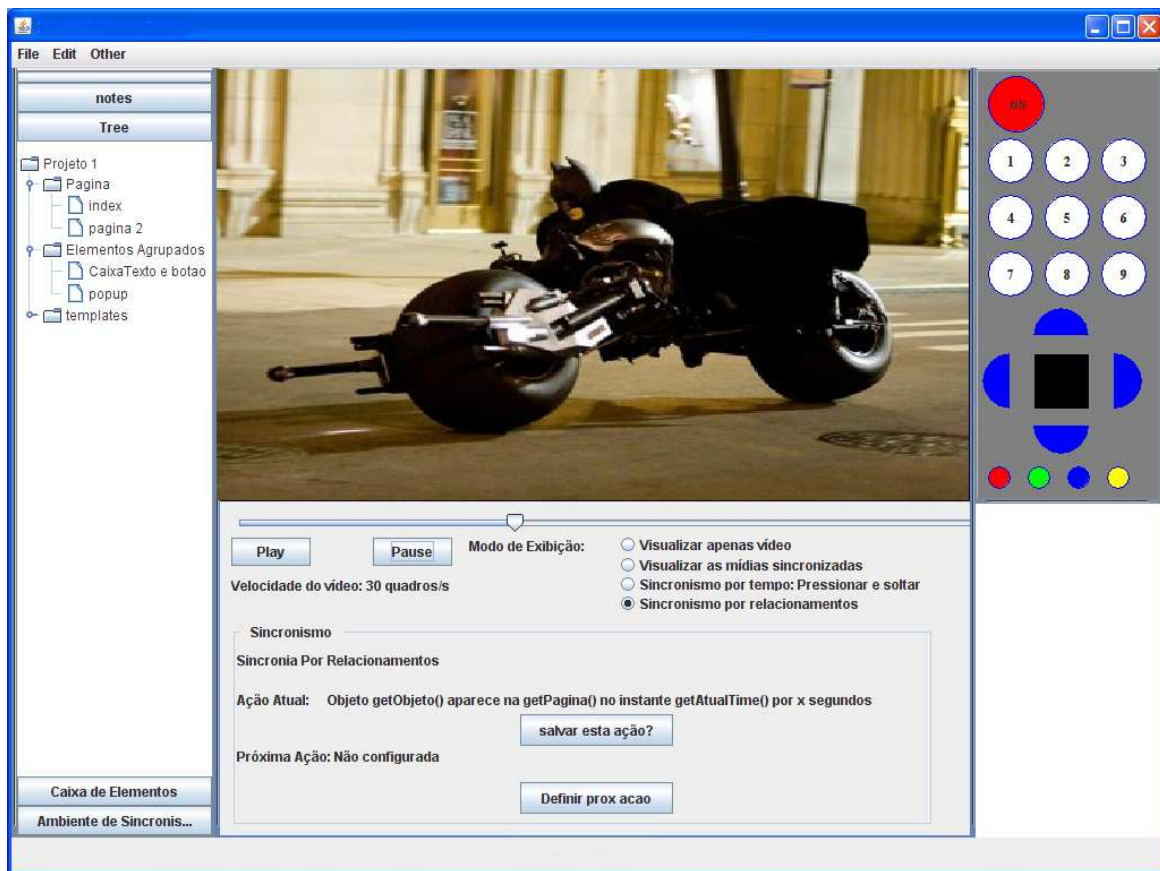 File Edit Other
notes
Tree
Projeto 1
Pagina
index
pagina 2
Elementos Agrupados
CaixaTexto e botao
popup
templates
Caixa de Elementos
Ambiente de Sincronis...
Play
Pause
Velocidade do vídeo: 30 quadros/s
Modo de Exibição:
Visualizar apenas vídeo
Visualizar as mídias sincronizadas
Sincronismo por tempo: Pressionar e soltar
Sincronismo por relacionamentos
Sincronismo
Sincronia Por Relacionamentos
Ação Atual: Objeto getObjeto() aparece na getPagina() no instante getAtualTime() por x segundos
salvar esta ação?
Próxima Ação: Não configurada
Definir prox acao
1 2 3
4 5 6
7 8 9